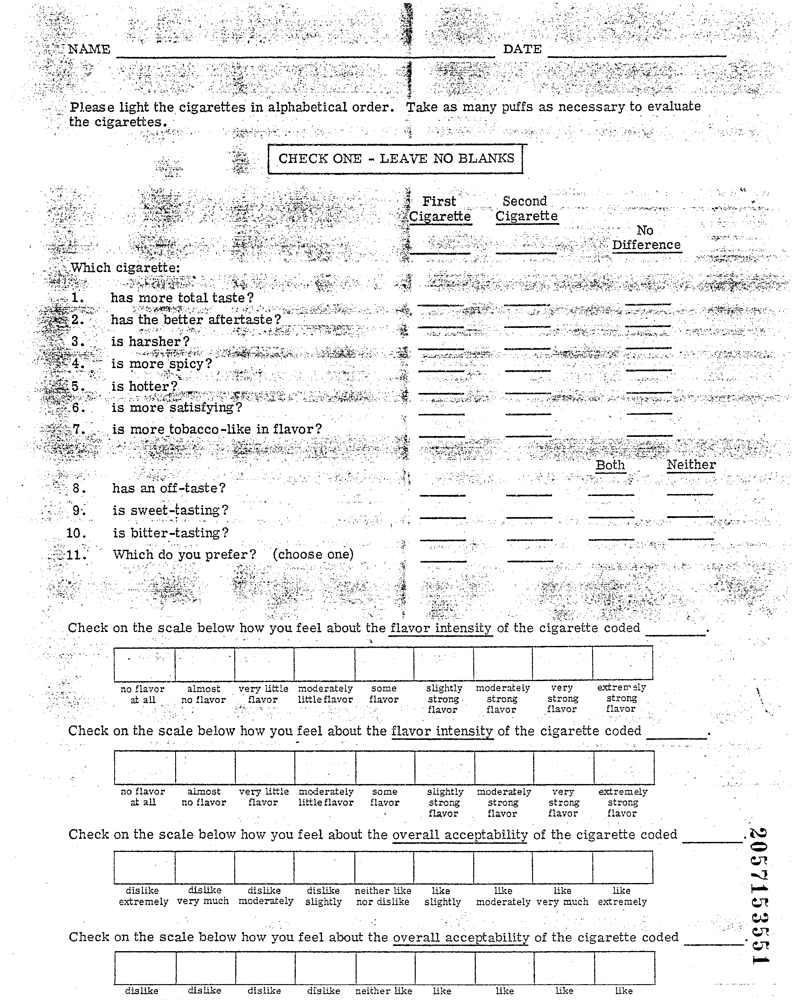 NAME DATE
Please light the cigarettes in alphabetical order. Take as many puffs as necessary to evaluate
the cigarettes.
CHECK ONE - LEAVE NO BLANKS
First Second
Cigarette Cigarette
No
Difference
Which cigarette:
1. has more total taste?
2. has the better aftertaste?
3. is harsher?
4. is more spicy?
5. is hotter?
6. is more satisfying?
7. is more tobacco-like in flavor?
Both Neither
8. has an off-taste?
9. is sweet-tasting?
10. is bitter-tasting?
11. Which do you prefer? (choose one)
Check on the scale below how you feel about the flavor intensity of the cigarette coded ______.
no flavor almost very little moderately some slightly moderately very extremely
at all no flavor flavor little flavor flavor strong strong strong strong
flavor flavor flavor flavor
Check on the scale below how you feel about the flavor intensity of the cigarette coded ______.
no flavor almost very little moderately some slightly moderately very extremely
at all no flavor flavor little flavor flavor strong strong strong strong
flavor flavor flavor flavor
Check on the scale below how you feel about the overall acceptability of the cigarette coded ______.
dislike dislike dislike dislike neither like like like like like
extremely very much moderately slightly nor dislike slightly moderately very much extremely
Check on the scale below how you feel about the overall acceptability of the cigarette coded ______.
dislike dislike dislike dislike neither like like like like like
2057153551